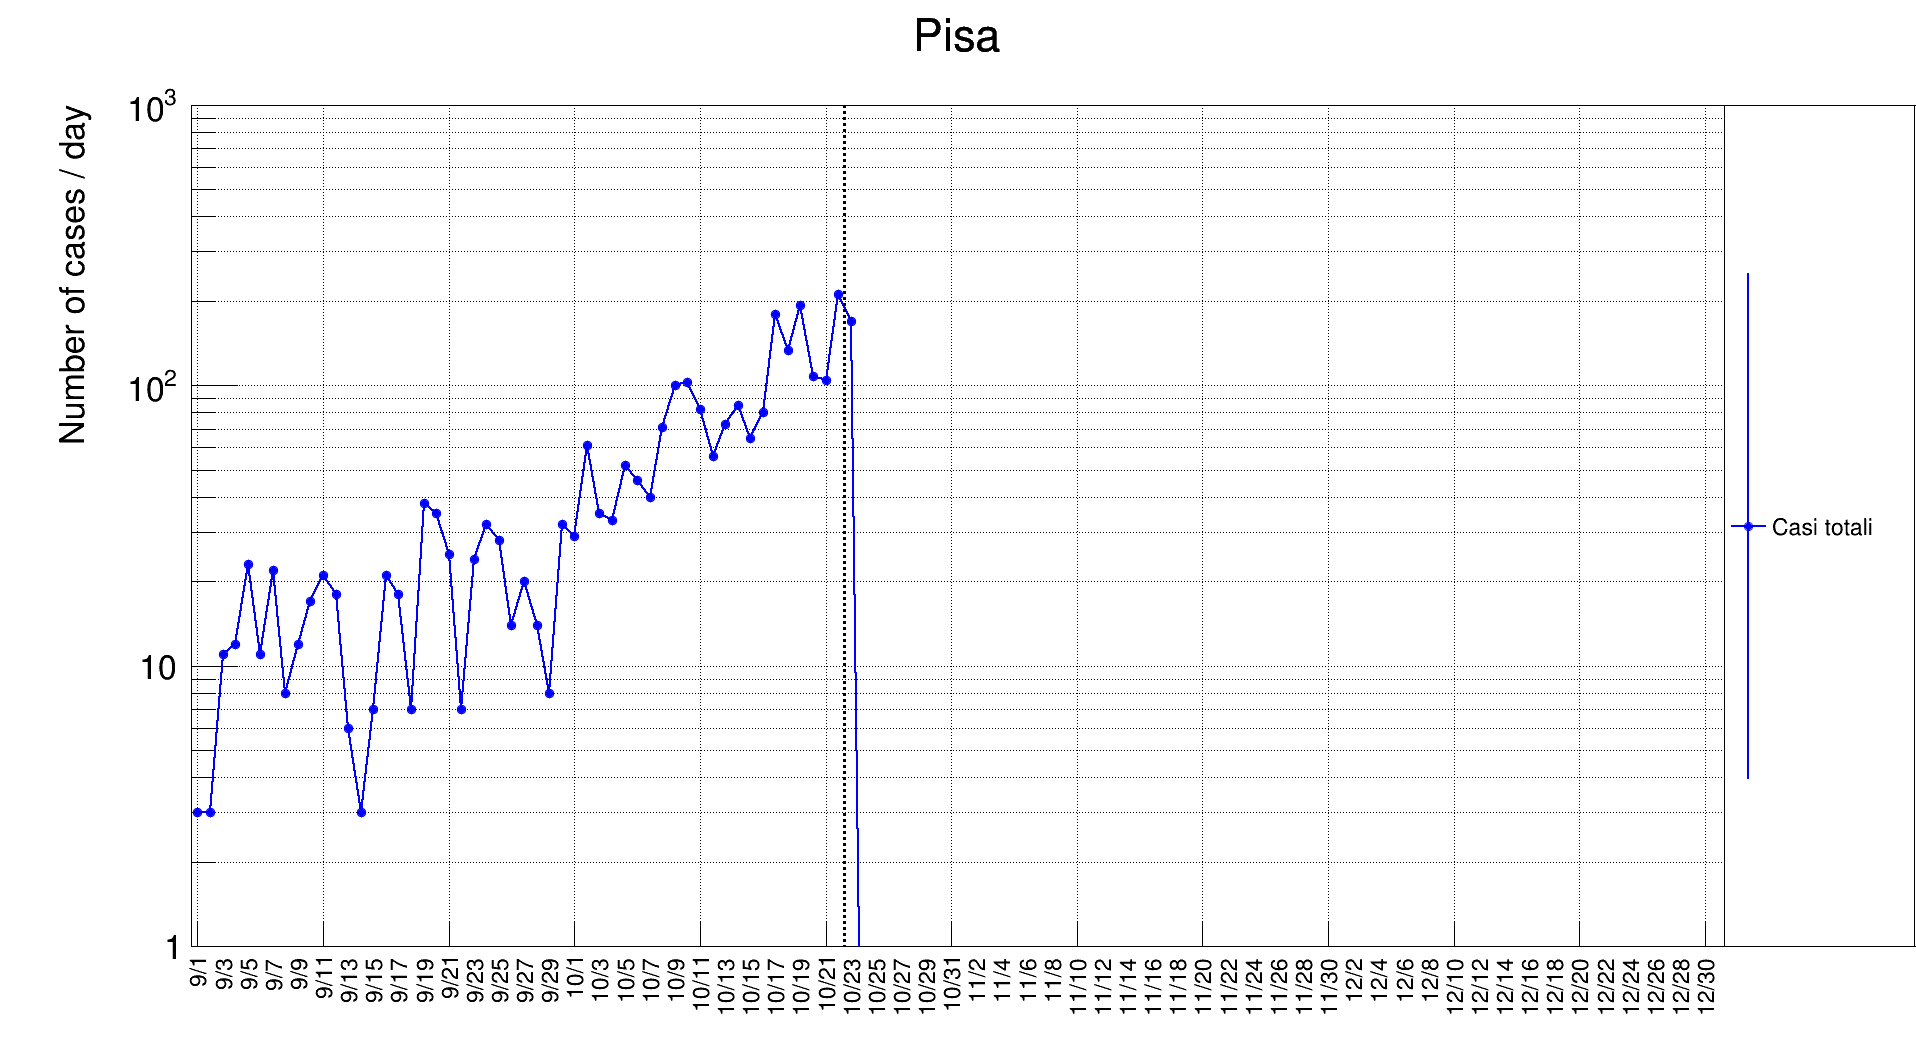 Pisa
Number of cases / day
10³
10²
10
1
9/1 9/3 9/5 9/7 9/9 9/11 9/13 9/15 9/17 9/19 9/21 9/23 9/25 9/27 9/29 10/1 10/3 10/5 10/7 10/9 10/11 10/13 10/15 10/17 10/19 10/21 10/23 10/25 10/27 10/29 10/31 11/2 11/4 11/6 11/8 11/10 11/12 11/14 11/16 11/18 11/20 11/22 11/24 11/26 11/28 11/30 12/2 12/4 12/6 12/8 12/10 12/12 12/14 12/16 12/18 12/20 12/22 12/24 12/26 12/28 12/30
Casi totali